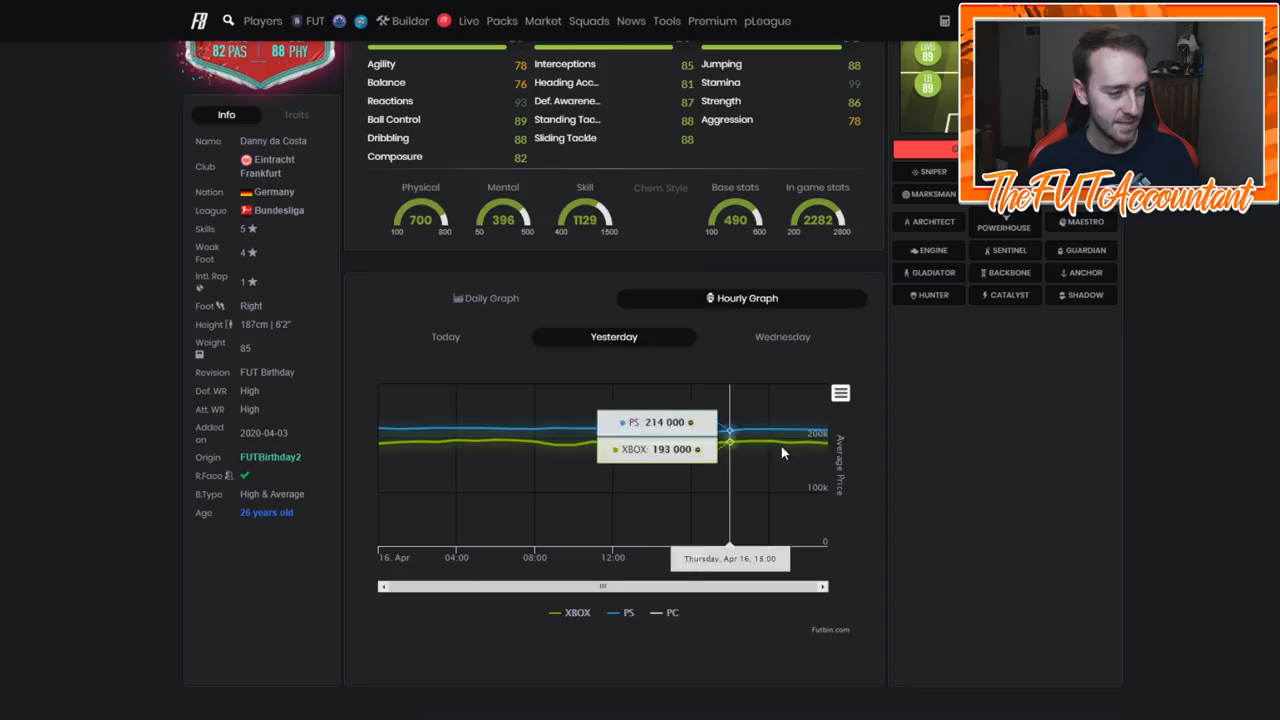 FB Players FUT Builder Live Packs Market Squads News Tools Premium pLeague
82 PAS 88 PHY
Info Traits
Name Danny da Costa
Club Eintracht Frankfurt
Nation Germany
League Bundesliga
Skills 5
Weak Foot 4
Intl. Rep 1
Foot Right
Height 187cm | 6'2"
Weight 85
Revision FUT Birthday
Def. WR High
Att. WR High
Added on 2020-04-03
Origin FUTBirthday2
R.Face
B.Type High & Average
Age 26 years old
Agility 78
Balance 76
Reactions 93
Ball Control 89
Dribbling 88
Composure 82
Interceptions 85
Heading Acc... 81
Def. Awarene... 87
Standing Tac... 88
Sliding Tackle 88
Jumping 88
Stamina 99
Strength 86
Aggression 78
Physical 700 100 800
Mental 396 50 500
Skill 1129 400 1500
Chem. Style
Base stats 490 100 600
In game stats 2282 200 2800
Daily Graph Hourly Graph
Today Yesterday Wednesday
PS 214 000
XBOX: 193 000
200k
100k
0
Average Price
16. Apr 04:00 08:00 12:00
Thursday, Apr 16, 18:00
XBOX PS PC
Futbin.com
LWB 89
LB 89
SNIPER
MARKSMAN
ARCHITECT POWERHOUSE MAESTRO
ENGINE SENTINEL GUARDIAN
GLADIATOR BACKBONE ANCHOR
HUNTER CATALYST SHADOW
TheFUTAccountant